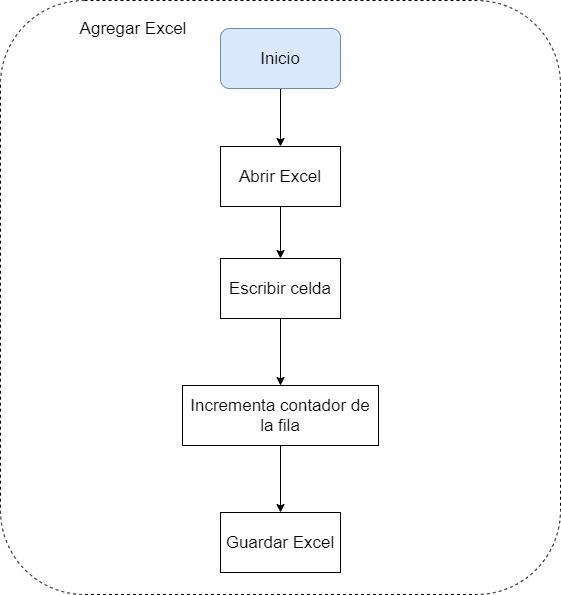 Agregar Excel
Inicio
Abrir Excel
Escribir celda
Incrementa contador de
la fila
Guardar Excel